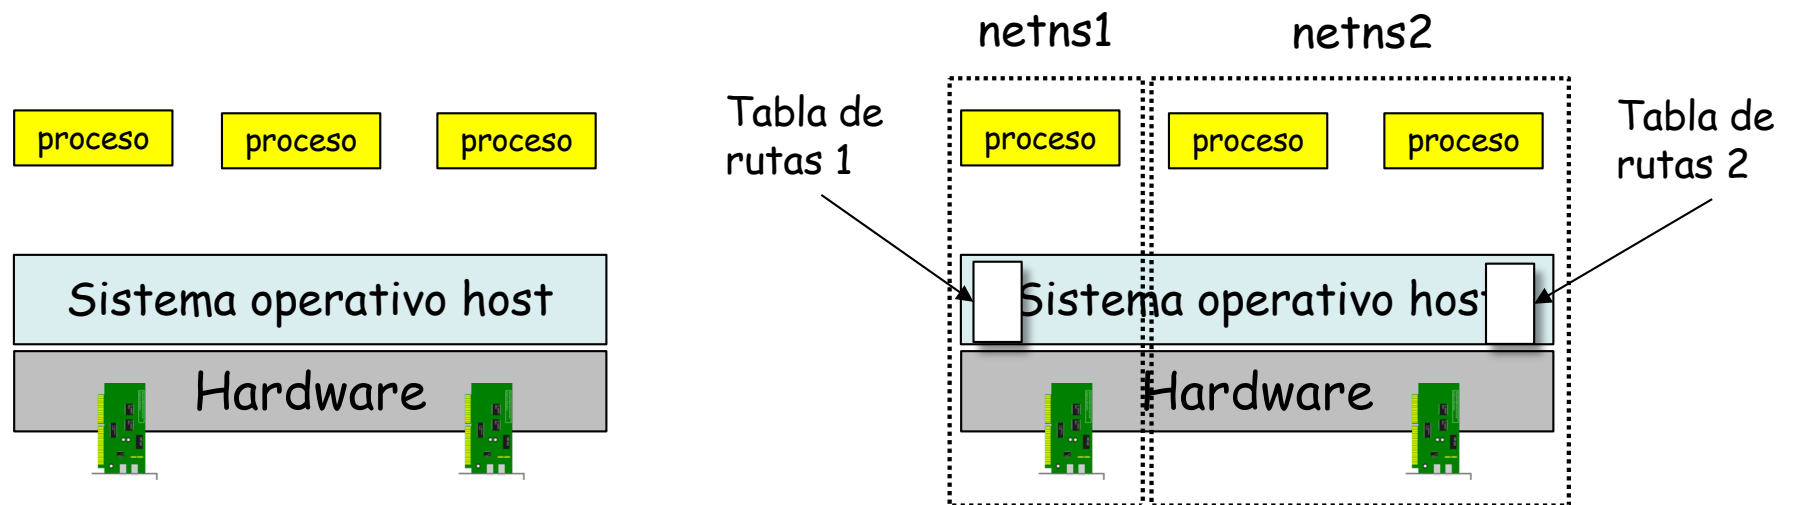 netns1
netns2
Tabla de
rutas 1
Tabla de
rutas 2
proceso
proceso
proceso
proceso
proceso
proceso
Sistema operativo host
Sistema operativo host
Hardware
Hardware